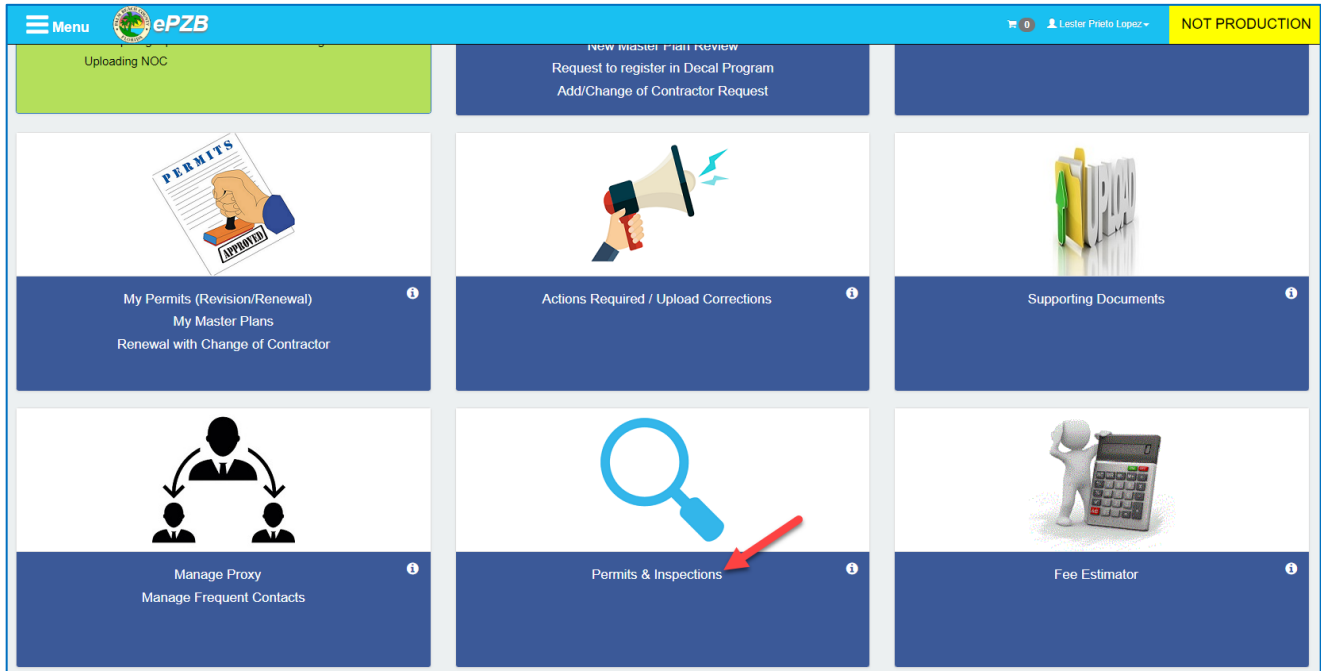 Menu
ePZB
0
Lester Prieto Lopez
NOT PRODUCTION
Uploading NOC
New Master Plan Review
Request to register in Decal Program
Add/Change of Contractor Request
PERMITS
APPROVED
My Permits (Revision/Renewal)
My Master Plans
Renewal with Change of Contractor
Actions Required / Upload Corrections
UPLOAD
Supporting Documents
Manage Proxy
Manage Frequent Contacts
Permits & Inspections
Fee Estimator